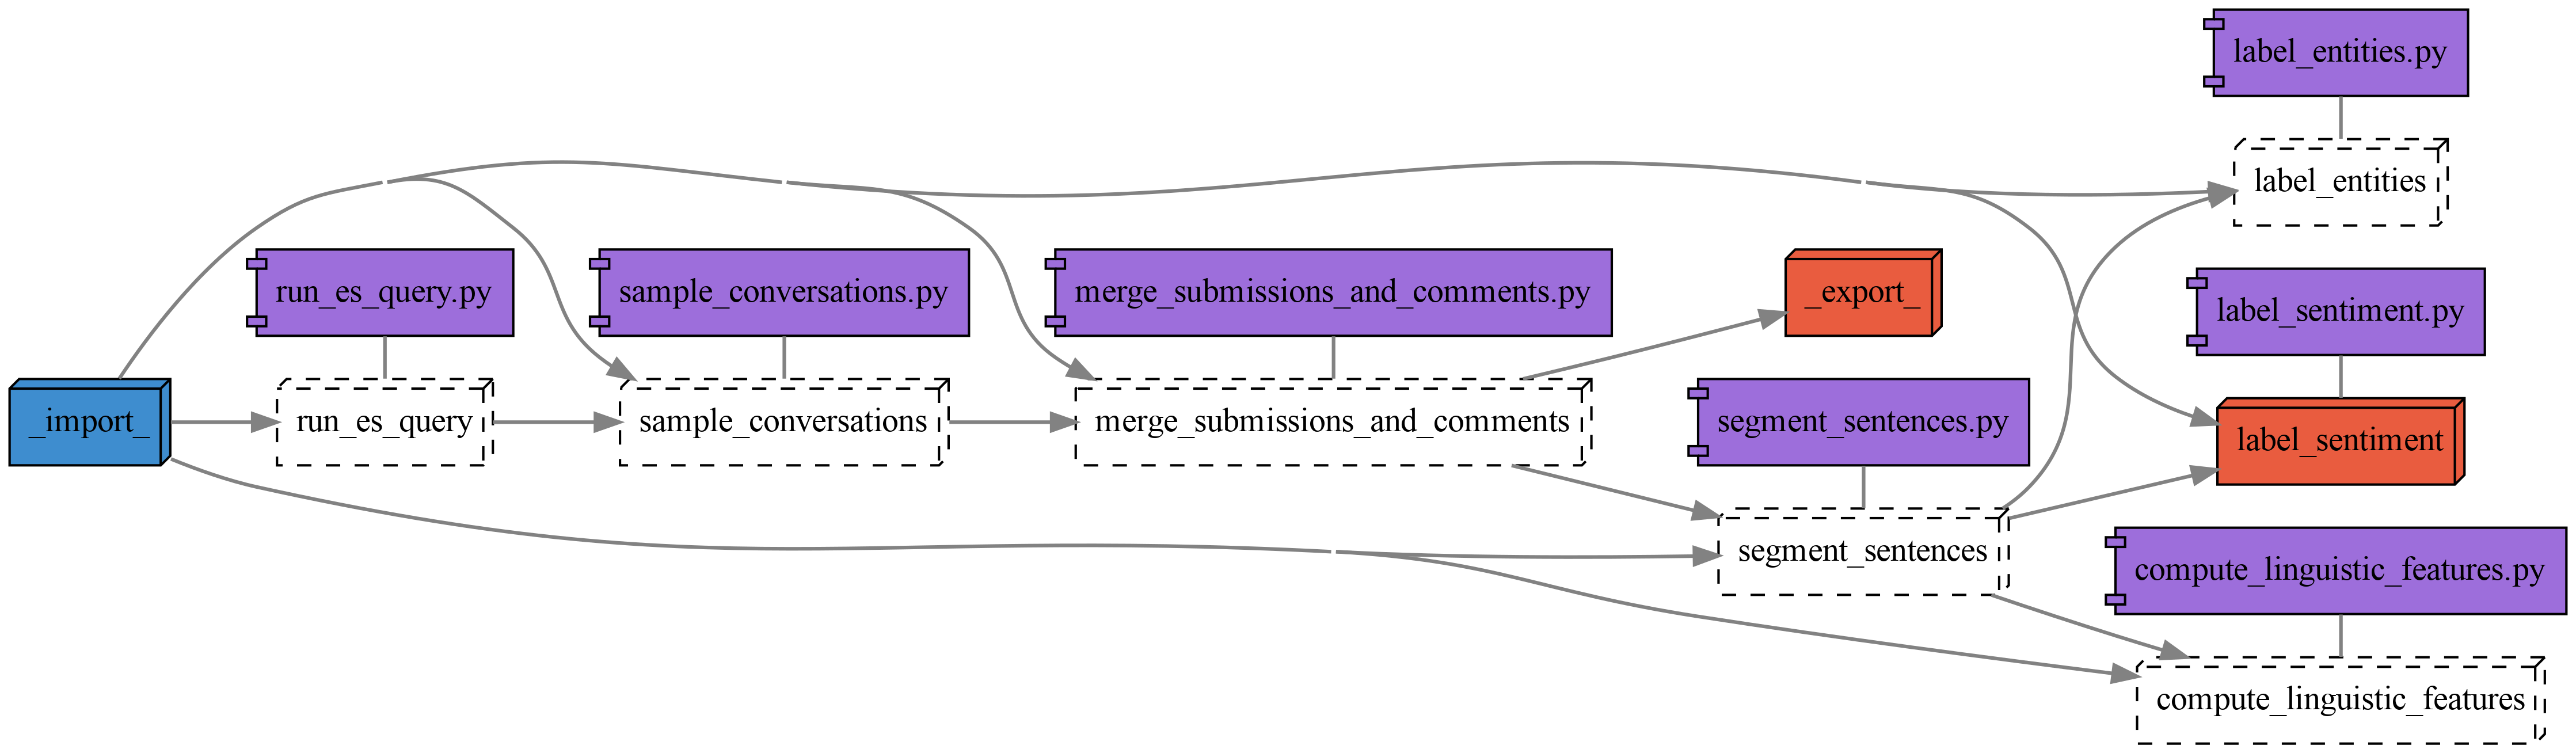 label_entities.py
label_entities
run_es_query.py
sample_conversations.py
merge_submissions_and_comments.py
_export_
label_sentiment.py
_import_
run_es_query
sample_conversations
merge_submissions_and_comments
segment_sentences.py
label_sentiment
segment_sentences
compute_linguistic_features.py
compute_linguistic_features